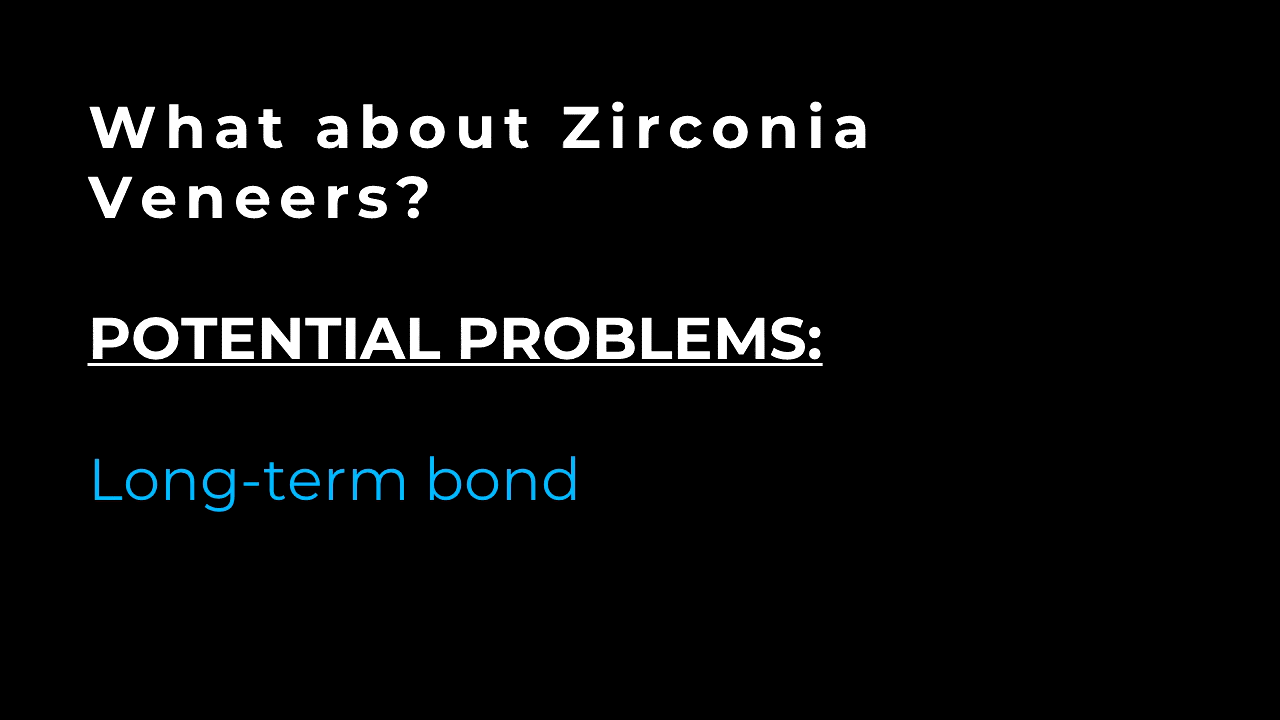 What about Zirconia
Veneers?
POTENTIAL PROBLEMS:
Long-term bond